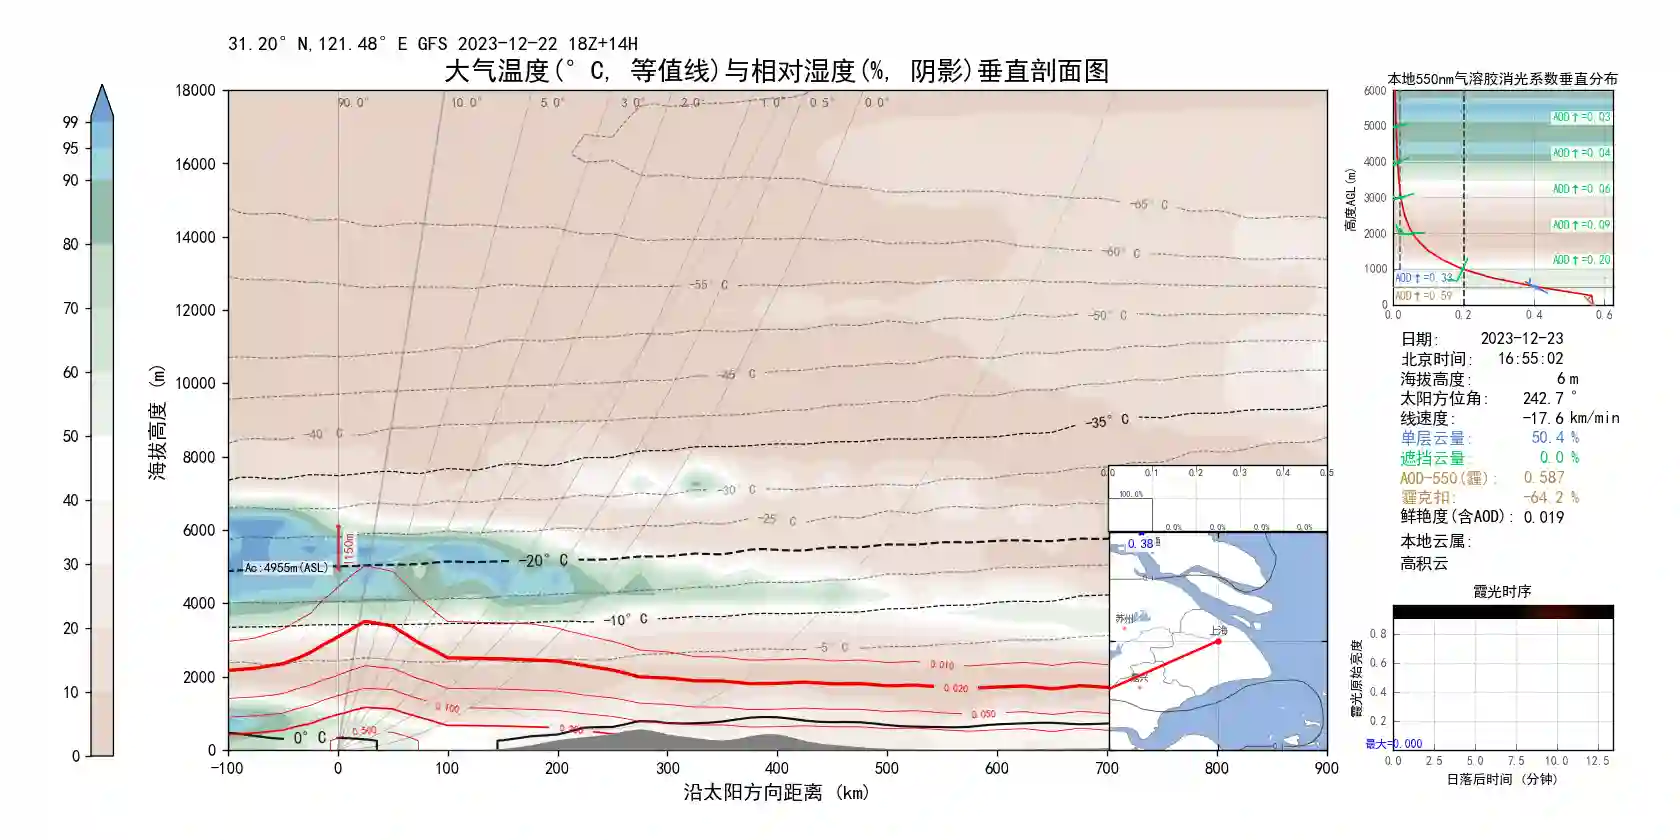 31.20° N,121.48° E GFS 2023-12-22 18Z+14H
大气温度(° C, 等值线)与相对湿度(%, 阴影)垂直剖面图
99
95
90
80
70
60
50
40
30
20
10
0
海拔高度 (m)
18000
16000
14000
12000
10000
8000
6000
4000
2000
0
90.0° 10.0° 5.0° 3.0° 2.0° 1.0° 0.5° 0.0°
-65° C
-60° C
-55° C
-50° C
-45° C
-40° C
-35° C
-30° C
-25° C
-20° C
-10° C
-5° C
0° C
Ac:4955m(ASL)
0.010
0.020
0.050
0.100
0.200
0.500
-100 0 100 200 300 400 500 600 700 800 900
沿太阳方向距离 (km)
0.0 0.1 0.2 0.3 0.4 0.5
100.0%
0.0% 0.0% 0.0% 0.0%
0.38
苏州
上海
嘉兴
本地550nm气溶胶消光系数垂直分布
高度AGL(m)
6000
5000
4000
3000
2000
1000
0
AOD↑=0.03
AOD↑=0.04
AOD↑=0.06
AOD↑=0.09
AOD↑=0.20
AOD↑=0.33
AOD↑=0.59
0.0 0.2 0.4 0.6
日期: 2023-12-23
北京时间: 16:55:02
海拔高度: 6 m
太阳方位角: 242.7 °
线速度: -17.6 km/min
单层云量: 50.4 %
遮挡云量: 0.0 %
AOD-550(霾): 0.587
霾克扣: -64.2 %
鲜艳度(含AOD): 0.019
本地云属:
高积云
霞光时序
霞光原始亮度
0.8
0.6
0.4
0.2
最大=0.000
0.0 2.5 5.0 7.5 10.0 12.5
日落后时间 (分钟)